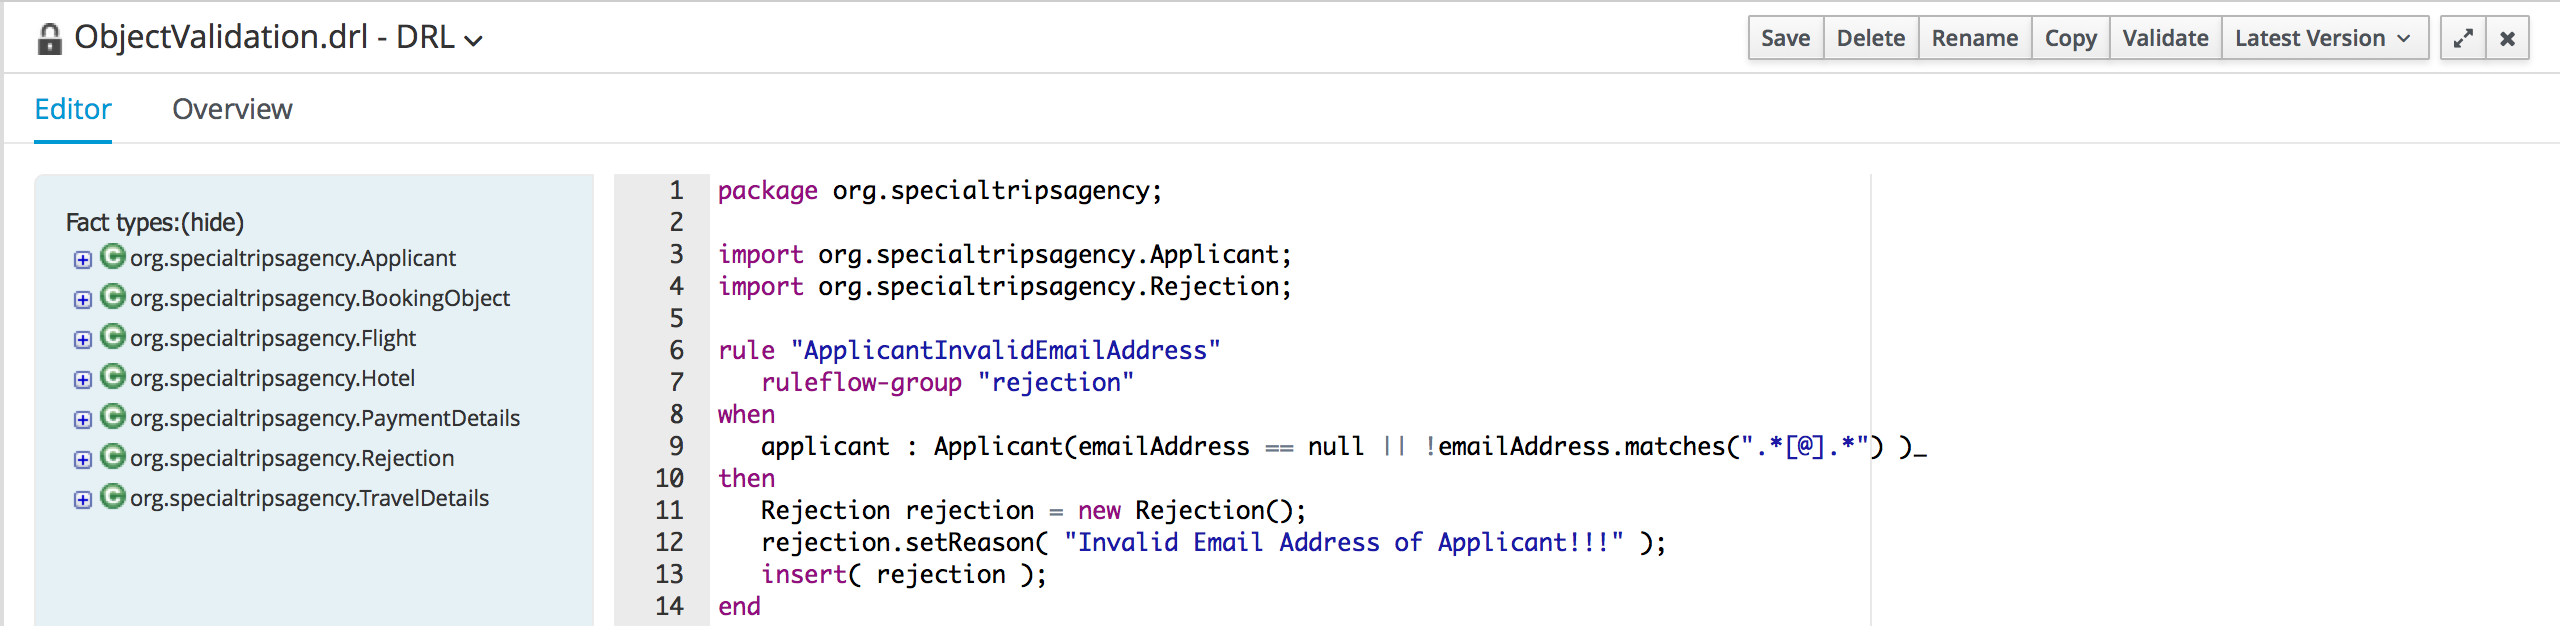 ObjectValidation.drl - DRL
Save Delete Rename Copy Validate Latest Version
Editor Overview
Fact types:(hide)
org.specialtripsagency.Applicant
org.specialtripsagency.BookingObject
org.specialtripsagency.Flight
org.specialtripsagency.Hotel
org.specialtripsagency.PaymentDetails
org.specialtripsagency.Rejection
org.specialtripsagency.TravelDetails
1 package org.specialtripsagency;
2
3 import org.specialtripsagency.Applicant;
4 import org.specialtripsagency.Rejection;
5
6 rule "ApplicantInvalidEmailAddress"
7    ruleflow-group "rejection"
8 when
9    applicant : Applicant(emailAddress == null || !emailAddress.matches(".*[@].*") )_
10 then
11    Rejection rejection = new Rejection();
12    rejection.setReason( "Invalid Email Address of Applicant!!!" );
13    insert( rejection );
14 end